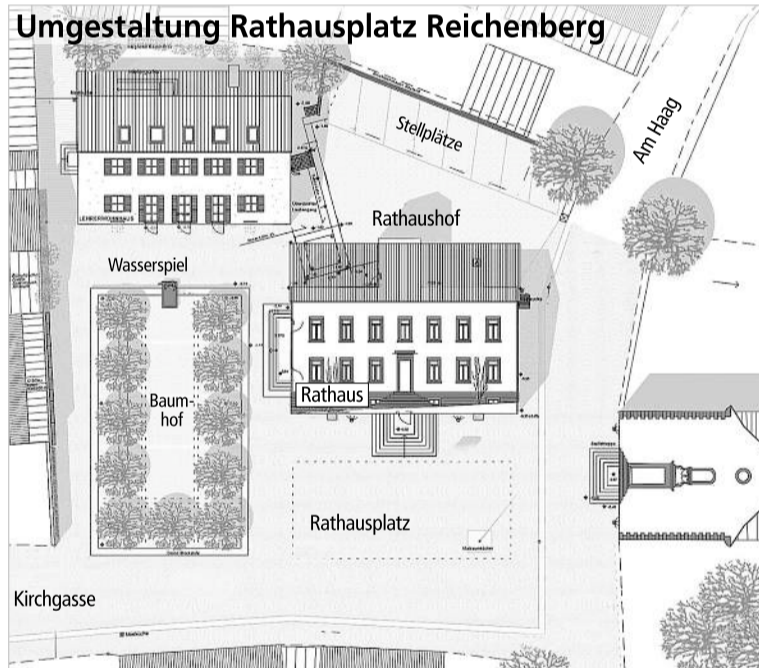 Umgestaltung Rathausplatz Reichenberg
Am Haag
Stellplätze
Rathaushof
Wasserspiel
Baum-
hof
Rathaus
Rathausplatz
Kirchgasse